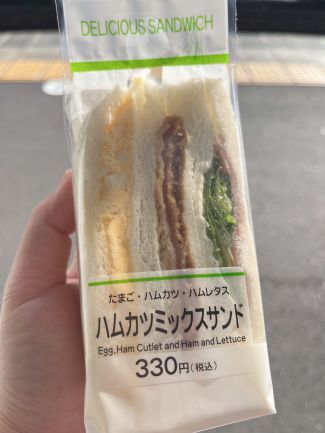 DELICIOUS SANDWICH
たまご・ハムカツ・ハムレタス
ハムカツミックスサンド
Egg, Ham Cutlet and Ham and Lettuce
330円(税込)